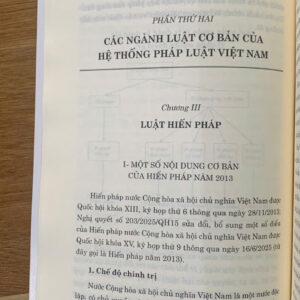 PHẦN THỨ HAI
CÁC NGÀNH LUẬT CƠ BẢN CỦA
HỆ THỐNG PHÁP LUẬT VIỆT NAM
Chương III
LUẬT HIẾN PHÁP
1- MỘT SỐ NỘI DUNG CƠ BẢN
CỦA HIẾN PHÁP NĂM 2013
Hiến pháp nước Cộng hòa xã hội chủ nghĩa Việt Nam được
Quốc hội khóa XIII, kỳ họp thứ 6 thông qua ngày 28/11/2013;
Nghị quyết số 203/2025/QH15 sửa đổi, bổ sung một số điều
của Hiến pháp nước Cộng hòa xã hội chủ nghĩa Việt Nam được
Quốc hội khóa XV, kỳ họp thứ 9 thông qua ngày 16/6/2025 (từ
đây gọi là Hiến pháp năm 2013).
1. Chế độ chính trị
Nước Cộng hòa xã hội chủ nghĩa Việt Nam là một nước độc
lập, có chủ